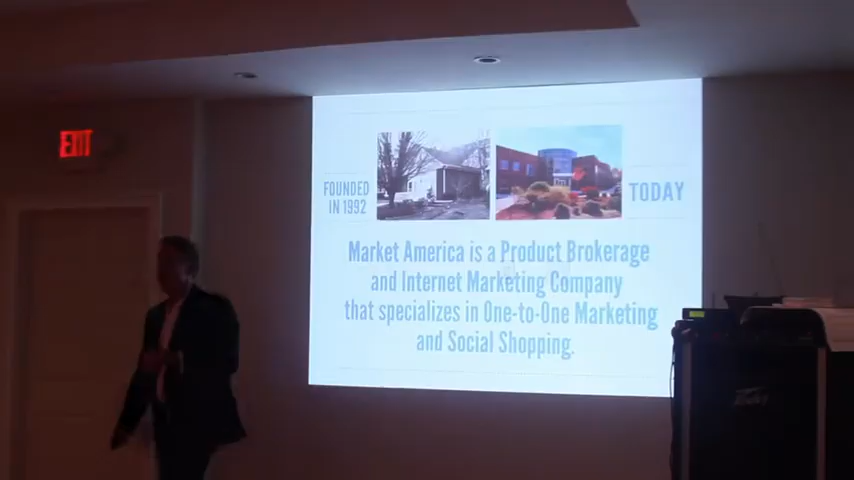 EXIT
FOUNDED
IN 1992
TODAY
Market America is a Product Brokerage
and Internet Marketing Company
that specializes in One-to-One Marketing
and Social Shopping.
Peavey